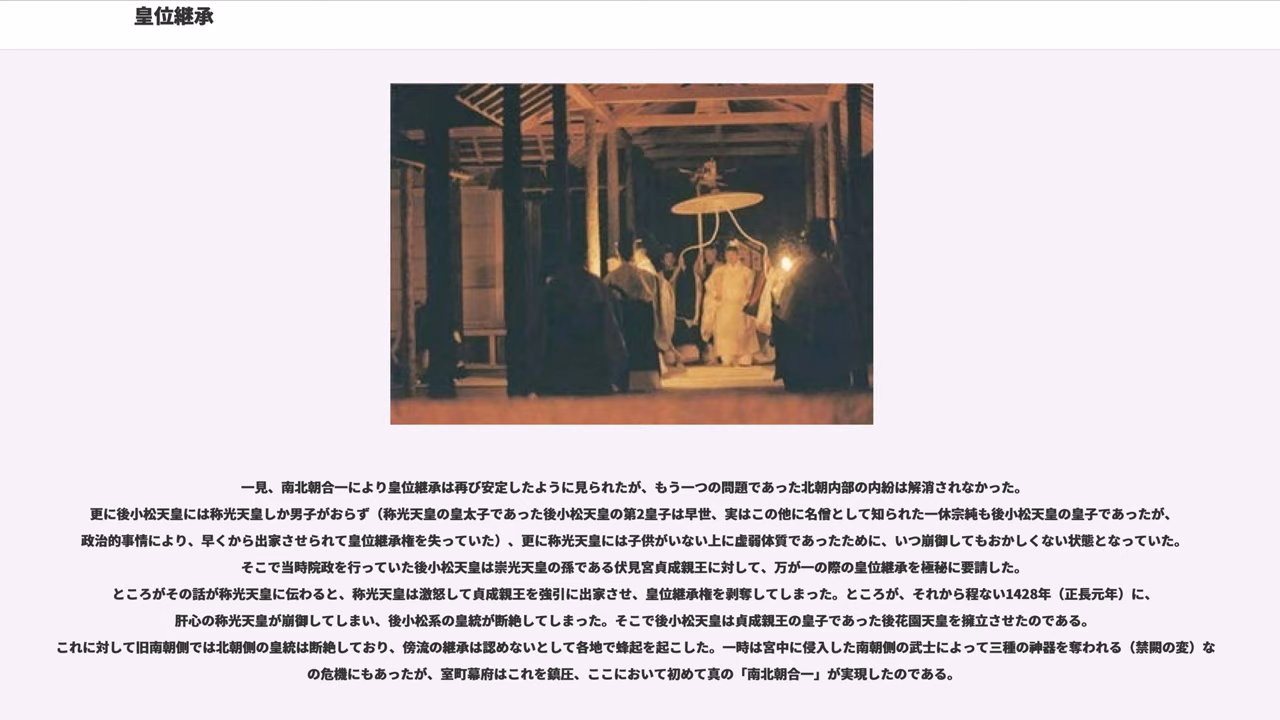 皇位継承
一見、南北朝合一により皇位継承は再び安定したように見られたが、もう一つの問題であった北朝内部の内紛は解消されなかった。
更に後小松天皇には称光天皇しか男子がおらず（称光天皇の皇太子であった後小松天皇の第2皇子は早世、実はこの他に名僧として知られた一休宗純も後小松天皇の皇子であったが、
政治的事情により、早くから出家させられて皇位継承権を失っていた）、更に称光天皇には子供がいない上に虚弱体質であったために、いつ崩御してもおかしくない状態となっていた。
そこで当時院政を行っていた後小松天皇は崇光天皇の孫である伏見宮貞成親王に対して、万が一の際の皇位継承を極秘に要請した。
ところがその話が称光天皇に伝わると、称光天皇は激怒して貞成親王を強引に出家させ、皇位継承権を剥奪してしまった。ところが、それから程ない1428年（正長元年）に、
肝心の称光天皇が崩御してしまい、後小松系の皇統が断絶してしまった。そこで後小松天皇は貞成親王の皇子であった後花園天皇を擁立させたのである。
これに対して旧南朝側では北朝側の皇統は断絶しており、傍流の継承は認めないとして各地で蜂起を起こした。一時は宮中に侵入した南朝側の武士によって三種の神器を奪われる（禁闕の変）な
の危機にもあったが、室町幕府はこれを鎮圧、ここにおいて初めて真の「南北朝合一」が実現したのである。